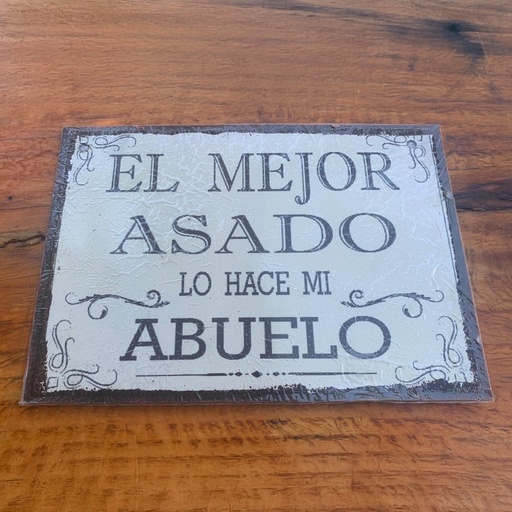 EL MEJOR
ASADO
LO HACE MI
ABUELO